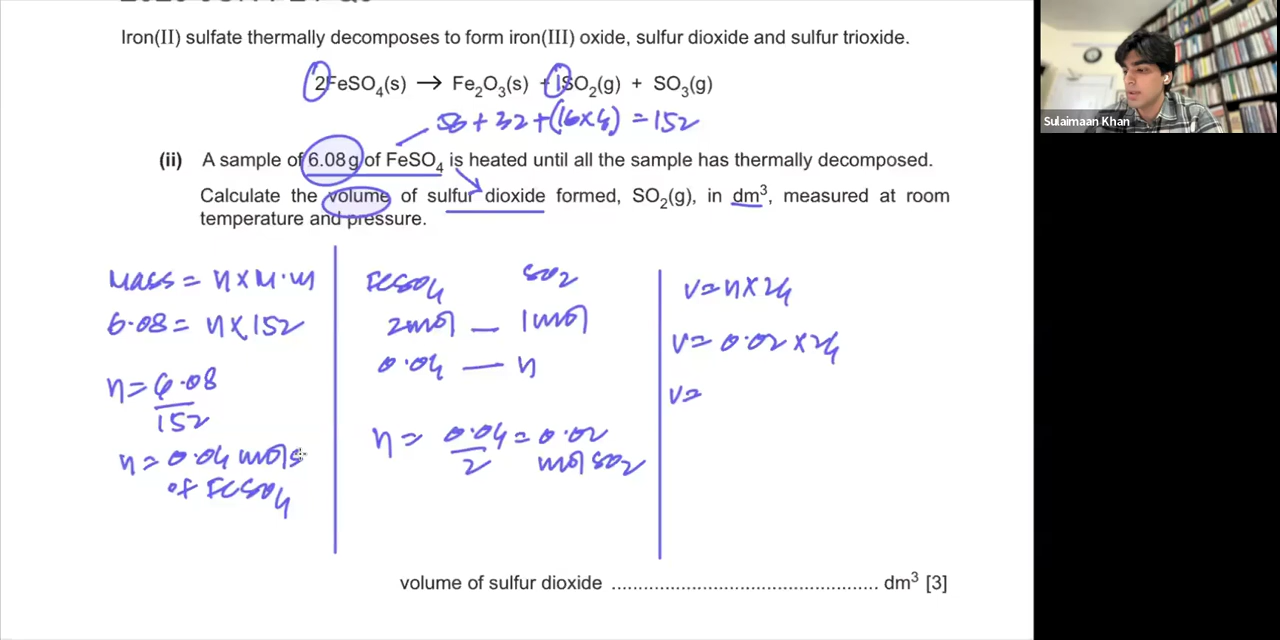 Iron(II) sulfate thermally decomposes to form iron(III) oxide, sulfur dioxide and sulfur trioxide.
2FeSO₄(s) → Fe₂O₃(s) + 1SO₂(g) + SO₃(g)
56 + 32 + (16×4) = 152
(ii) A sample of 6.08 g of FeSO₄ is heated until all the sample has thermally decomposed.
Calculate the volume of sulfur dioxide formed, SO₂(g), in dm³, measured at room
temperature and pressure.
Mass = n × M.M
6.08 = n × 152
n = 6.08
152
n = 0.04 mols
of FeSO4
FeSO4 SO2
2mol — 1mol
0.04 — n
n = 0.04 = 0.02
2 mol SO2
V = n × 24
V = 0.02 × 24
V =
volume of sulfur dioxide .................................................. dm³ [3]
Sulaimaan Khan